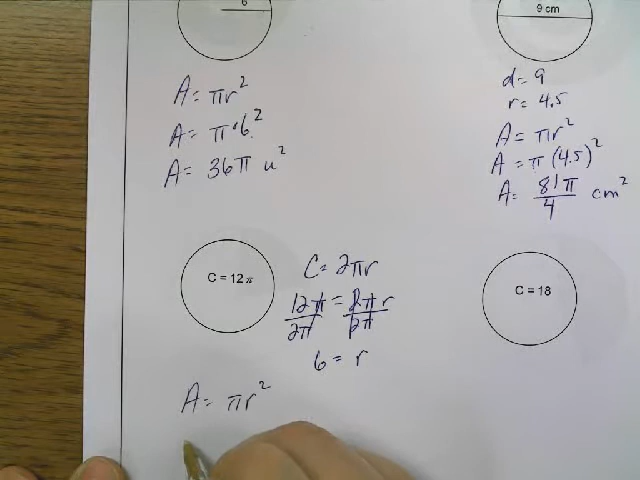 6
A = πr²
A = π•6²
A = 36π u²
9 cm
d = 9
r = 4.5
A = πr²
A = π(4.5)²
A = 81π/4 cm²
C = 12π
C = 2πr
12π/2π = 2πr/2π
6 = r
A = πr²
C = 18